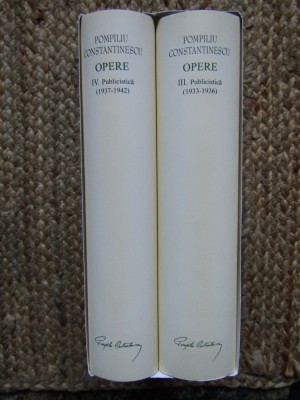 POMPILIU
CONSTANTINESCU
OPERE
IV. Publicistică
(1937-1942)
POMPILIU
CONSTANTINESCU
OPERE
III. Publicistică
(1933-1936)